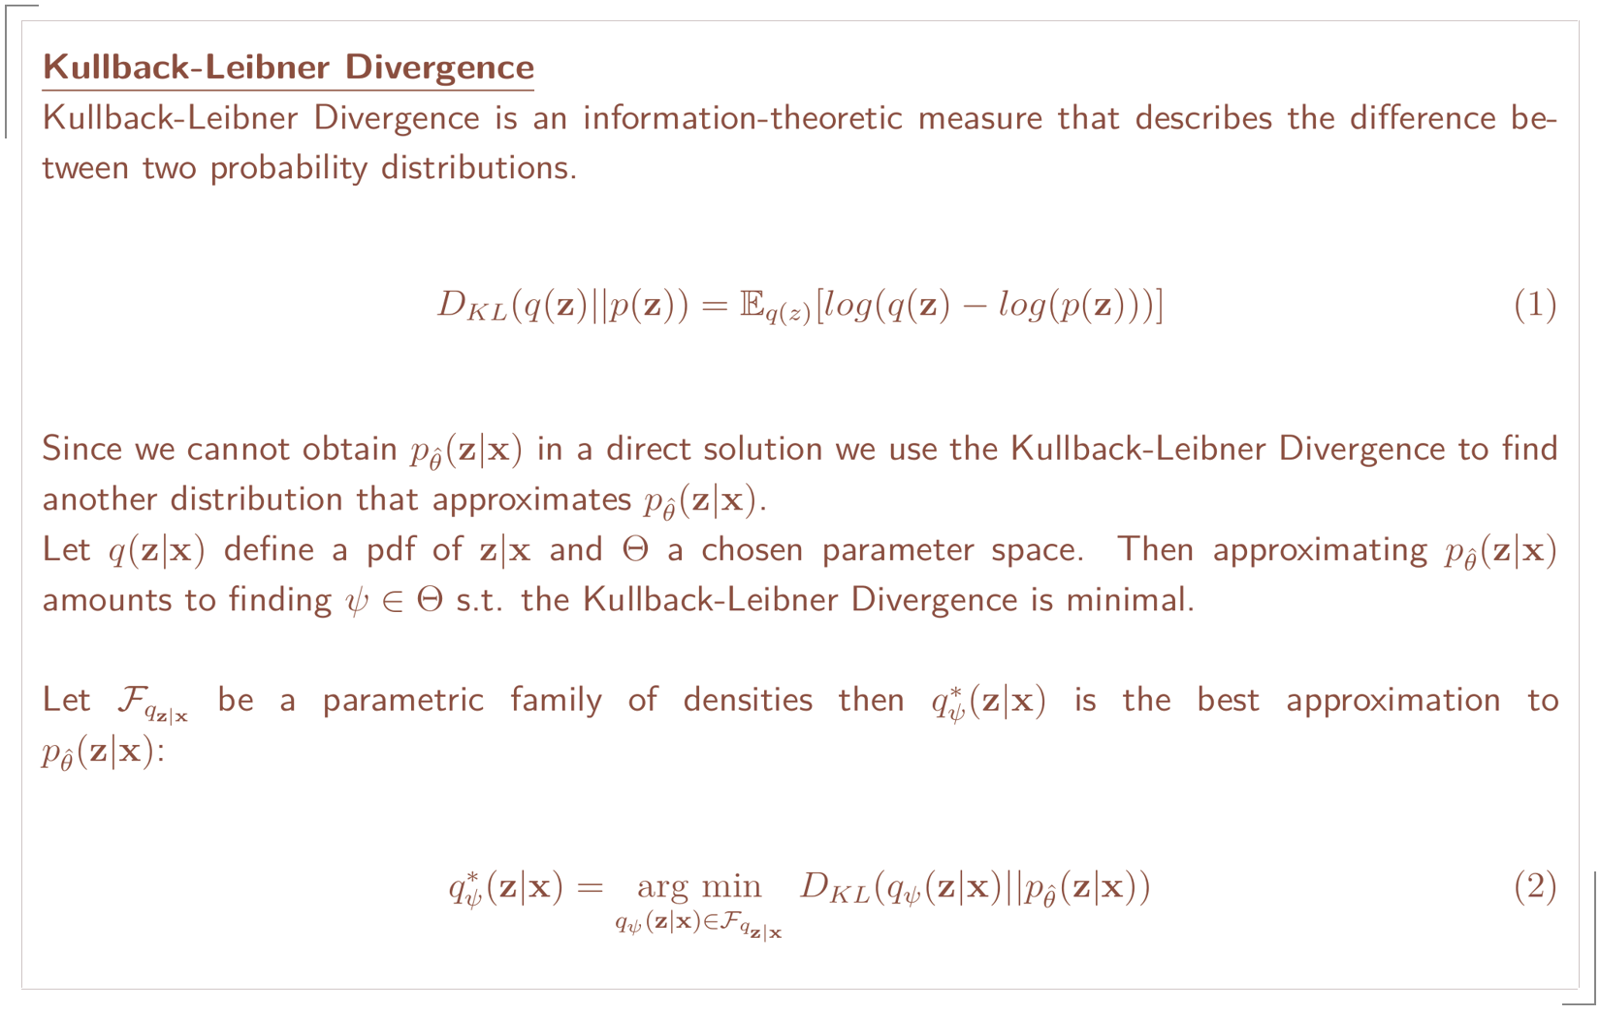 Kullback-Leibner Divergence
Kullback-Leibner Divergence is an information-theoretic measure that describes the difference be-
tween two probability distributions.
$D_{KL}(q(\mathbf{z})||p(\mathbf{z})) = \mathbb{E}_{q(z)}[log(q(\mathbf{z}) - log(p(\mathbf{z})))]$ (1)
Since we cannot obtain $p_{\hat{\theta}}(\mathbf{z}|\mathbf{x})$ in a direct solution we use the Kullback-Leibner Divergence to find
another distribution that approximates $p_{\hat{\theta}}(\mathbf{z}|\mathbf{x})$.
Let $q(\mathbf{z}|\mathbf{x})$ define a pdf of $\mathbf{z}|\mathbf{x}$ and $\Theta$ a chosen parameter space. Then approximating $p_{\hat{\theta}}(\mathbf{z}|\mathbf{x})$
amounts to finding $\psi \in \Theta$ s.t. the Kullback-Leibner Divergence is minimal.
Let $\mathcal{F}_{q_{\mathbf{z}|\mathbf{x}}}$ be a parametric family of densities then $q^*_{\psi}(\mathbf{z}|\mathbf{x})$ is the best approximation to
$p_{\hat{\theta}}(\mathbf{z}|\mathbf{x})$:
$q^*_{\psi}(\mathbf{z}|\mathbf{x}) = \underset{q_{\psi}(\mathbf{z}|\mathbf{x}) \in \mathcal{F}_{q_{\mathbf{z}|\mathbf{x}}}}{\arg\min} D_{KL}(q_{\psi}(\mathbf{z}|\mathbf{x})||p_{\hat{\theta}}(\mathbf{z}|\mathbf{x}))$ (2)